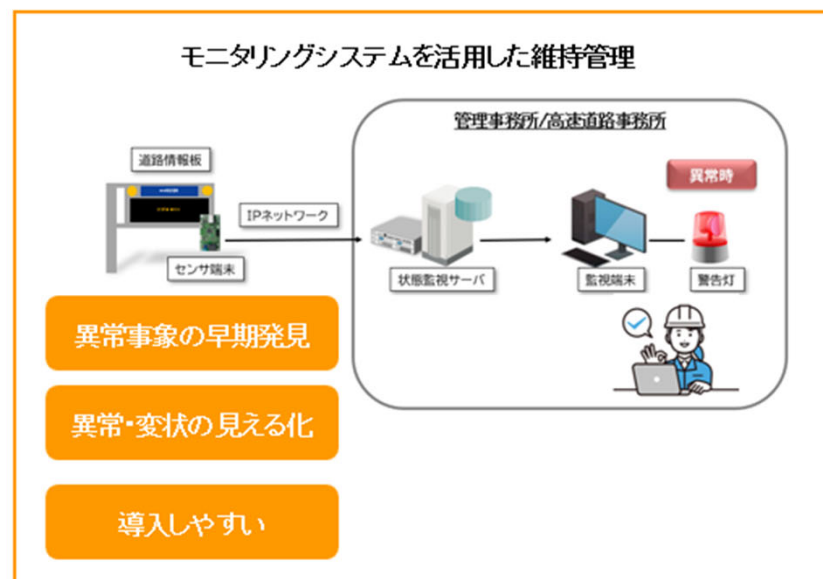 モニタリングシステムを活用した維持管理
管理事務所/高速道路事務所
道路情報板
異常時
IPネットワーク
センサ端末
状態監視サーバ
監視端末
警告灯
異常事象の早期発見
異常・変状の見える化
導入しやすい